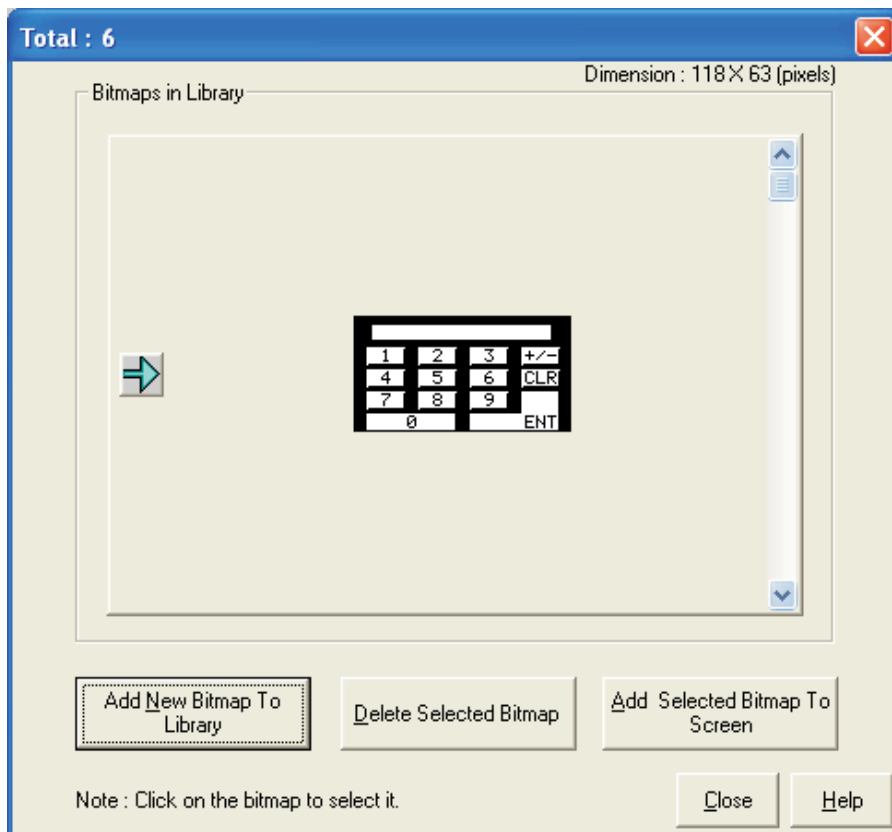 Total : 6
Dimension : 118 X 63 (pixels)
Bitmaps in Library
1 2 3 +/-
4 5 6 CLR
7 8 9
0 ENT
Add New Bitmap To
Library
Delete Selected Bitmap
Add Selected Bitmap To
Screen
Note : Click on the bitmap to select it.
Close
Help